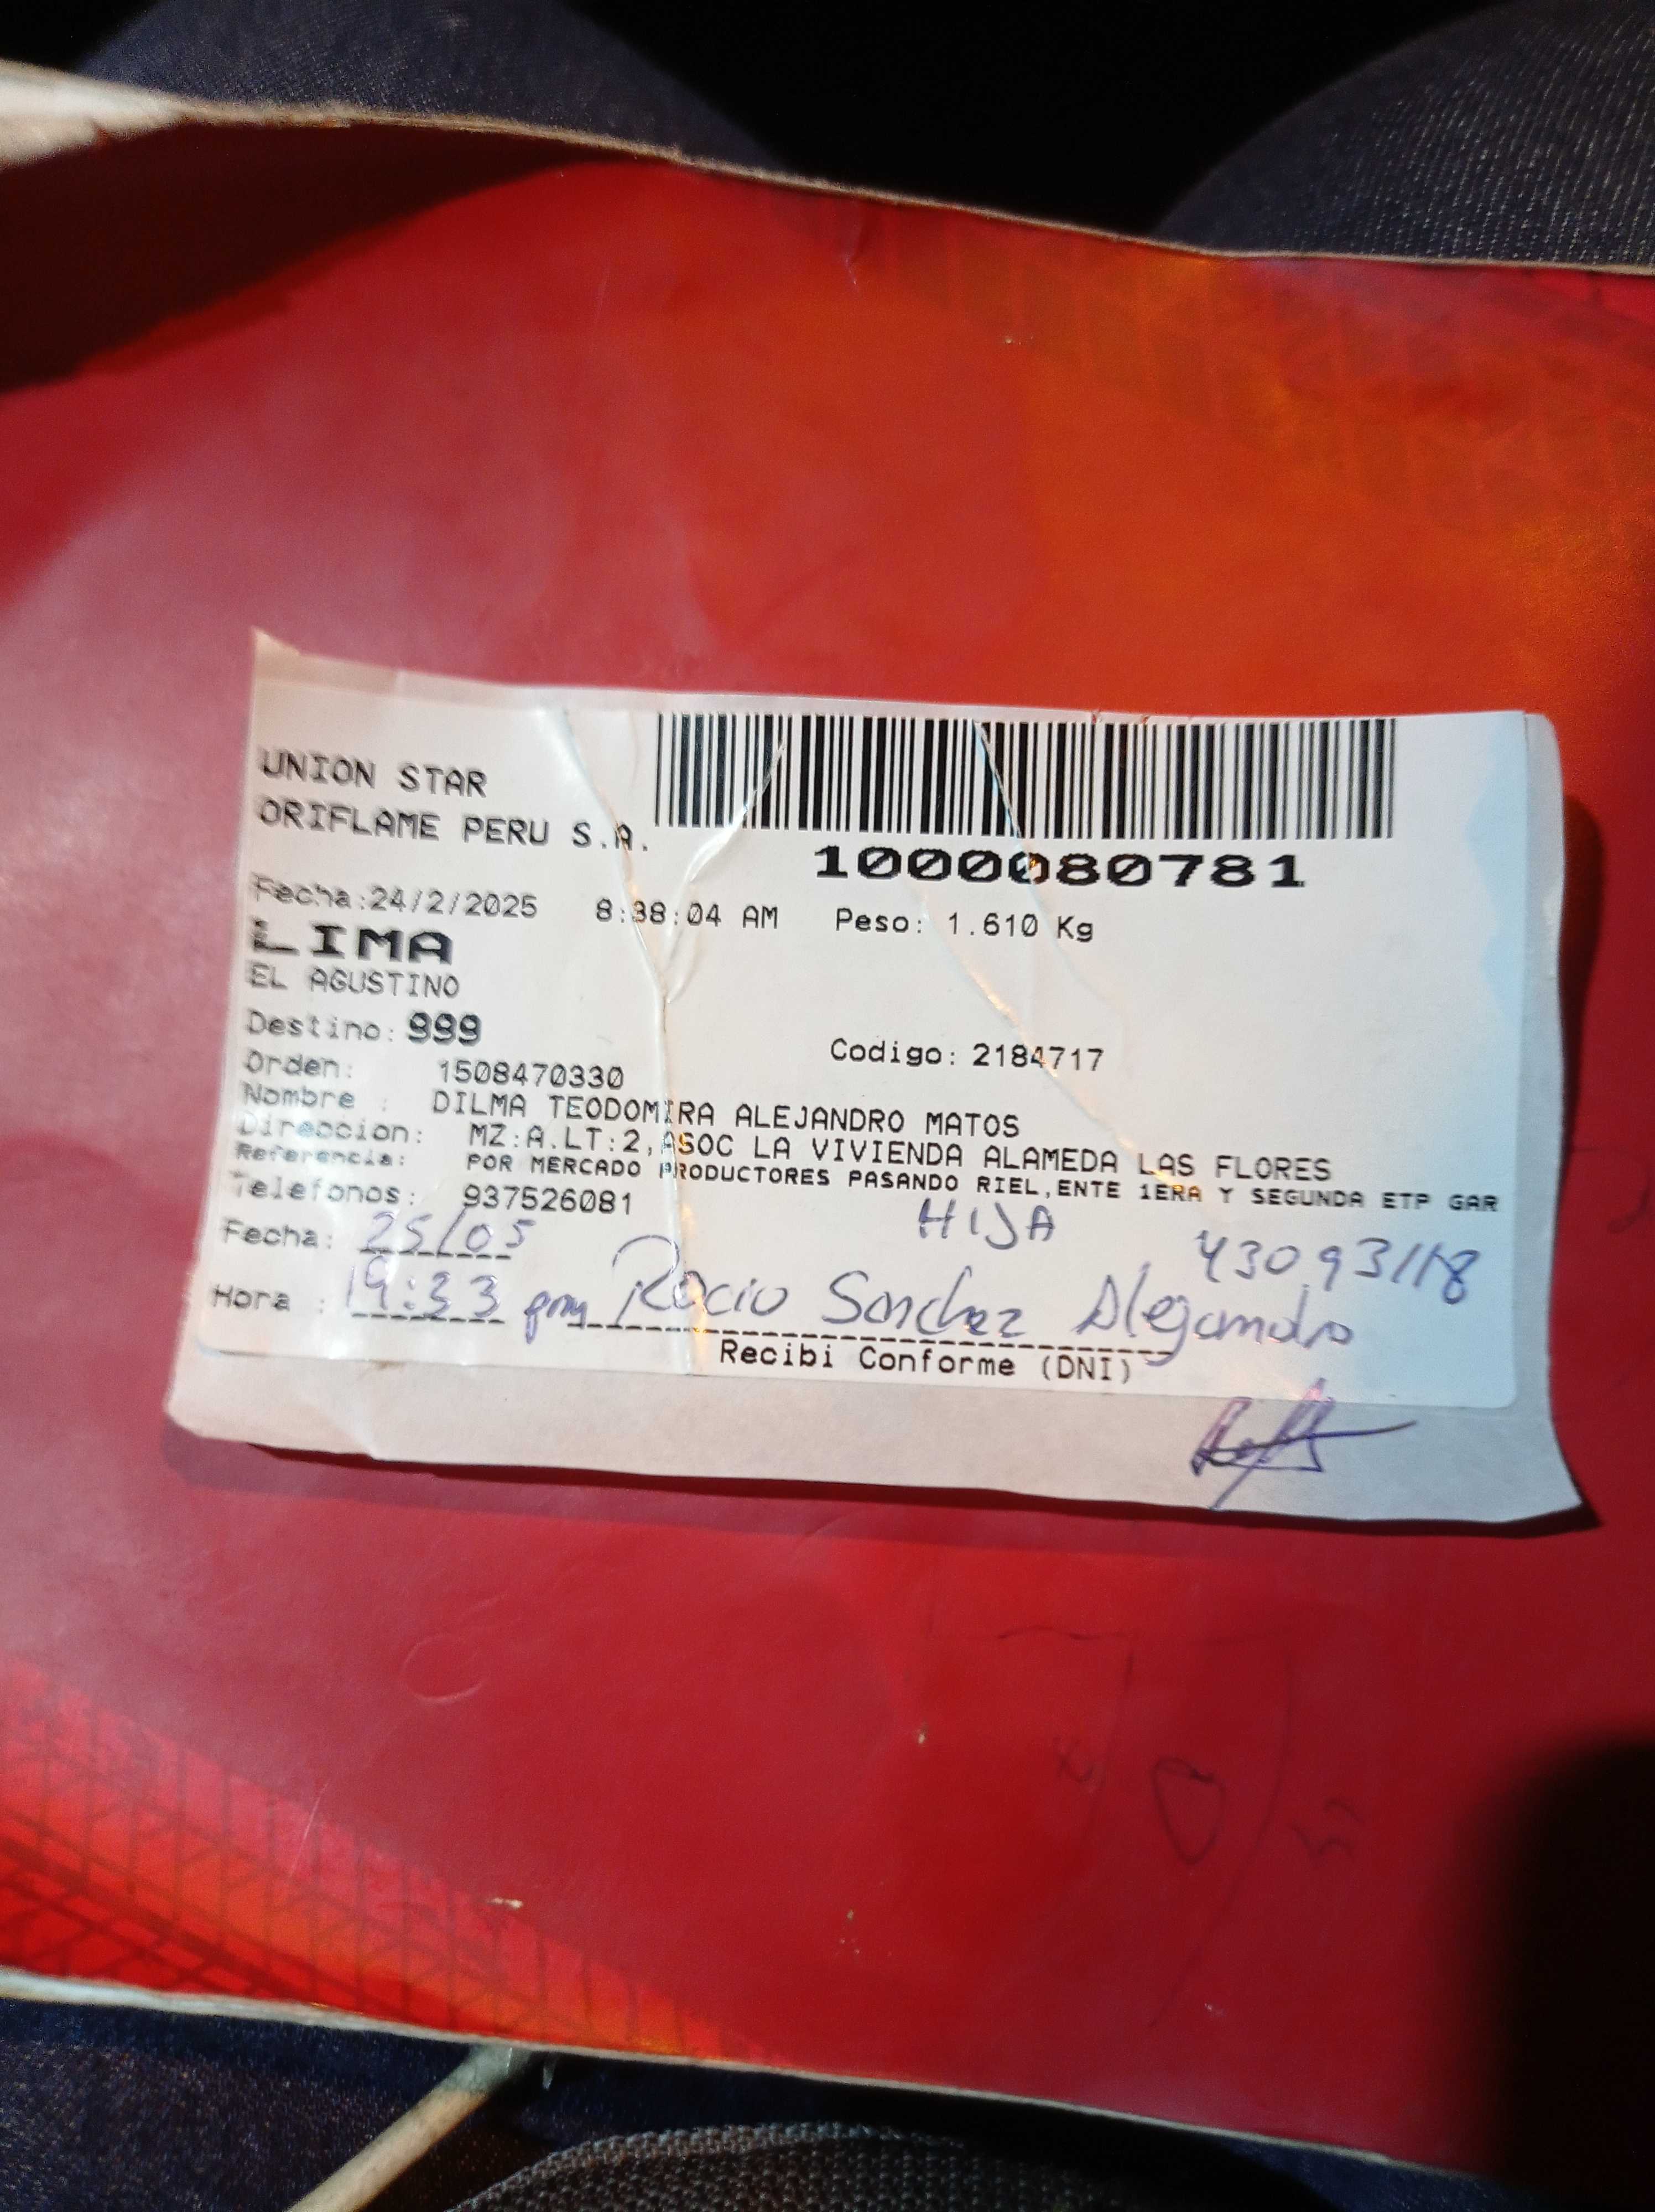 UNION STAR
ORIFLAME PERU S.A.
1000080781
Fecha:24/2/2025 8:38:04 AM Peso: 1.610 Kg
LIMA
EL AGUSTINO
Destino: 999
Codigo: 2184717
Orden: 1508470330
Nombre : DILMA TEODOMIRA ALEJANDRO MATOS
Direccion: MZ:A.LT:2,ASOC LA VIVIENDA ALAMEDA LAS FLORES
Referencia: POR MERCADO PRODUCTORES PASANDO RIEL,ENTE 1ERA Y SEGUNDA ETP GAR
Telefonos: 937526081
HIJA
Fecha: 25/05
Hora : 19:33 pm Rocio Sanchez Alejandro
Recibi Conforme (DNI)